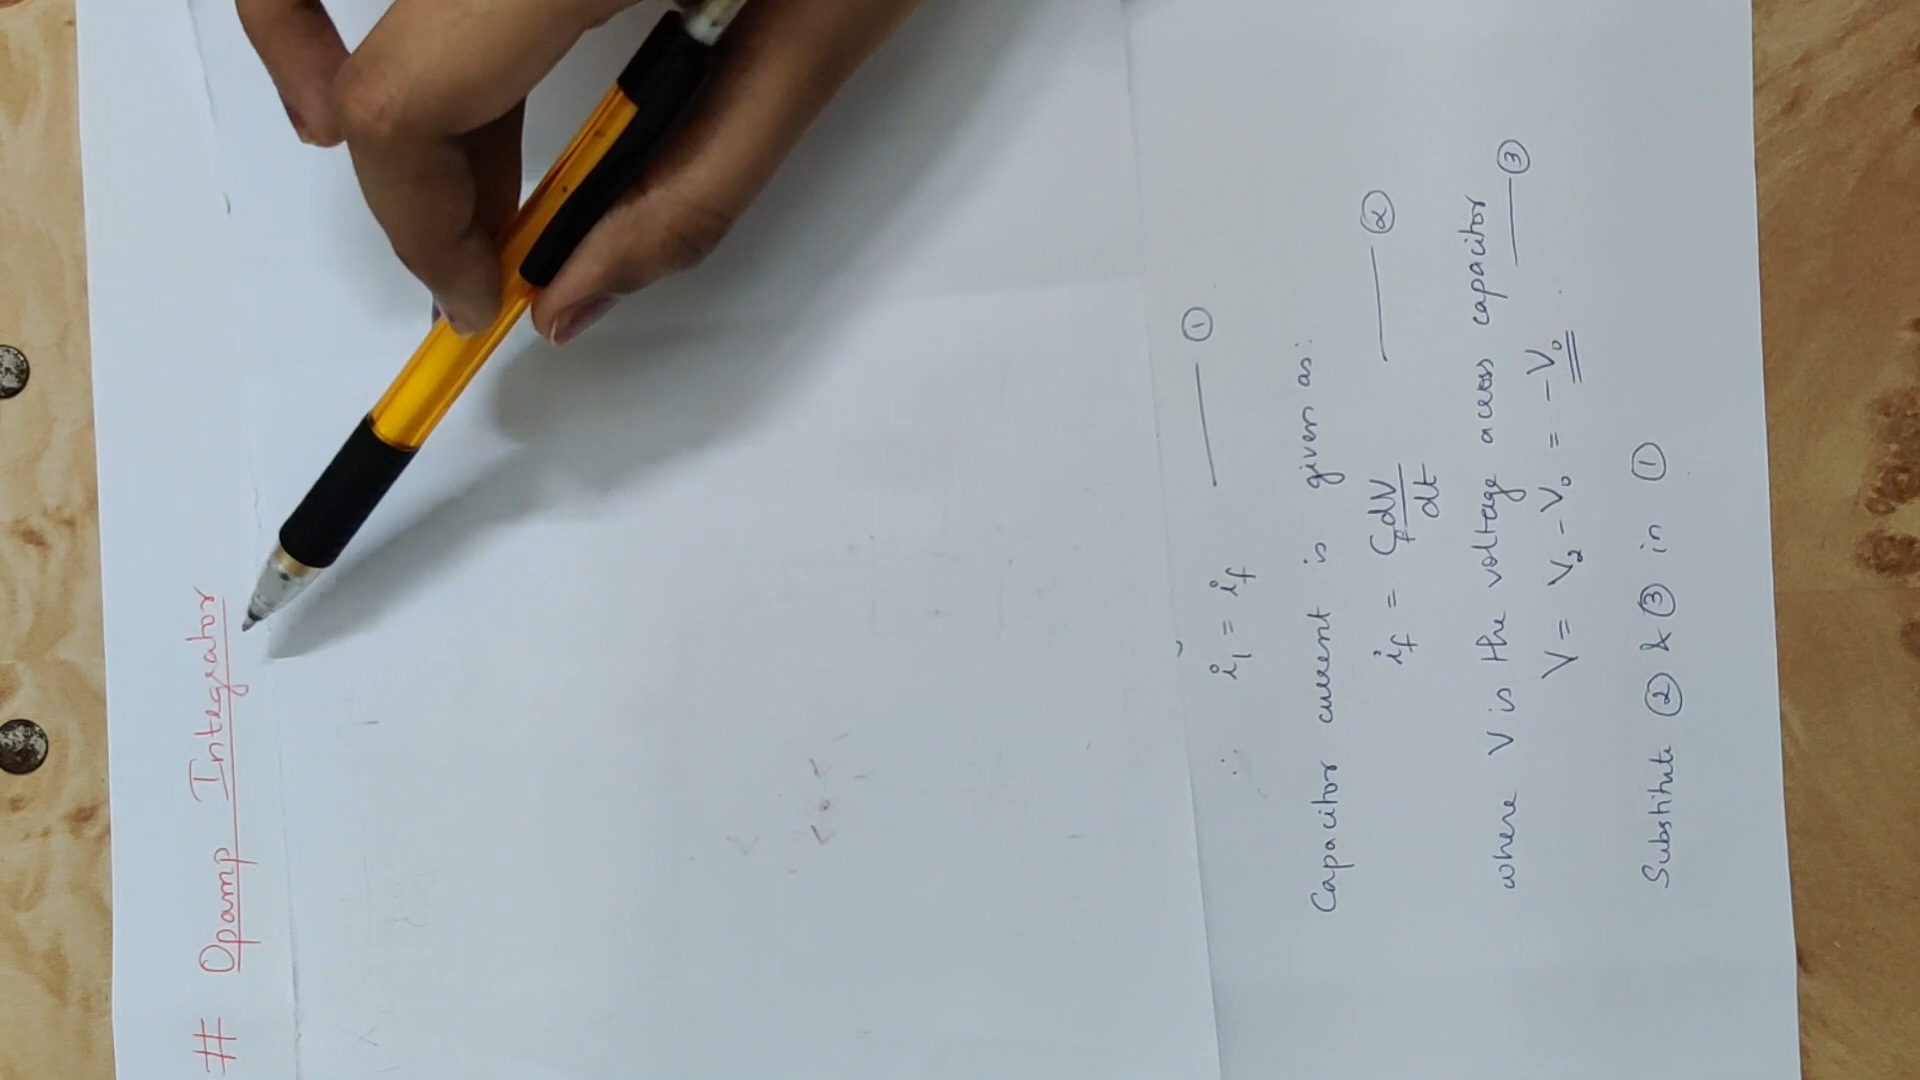 # Opamp Integrator
∴ i₁ = i_f —— ①
Capacitor current is given as:
i_f = C_F dV/dt —— ②
where V is the voltage across capacitor
V = V₂ - V₀ = -V₀. —— ③
Substitute ② & ③ in ①